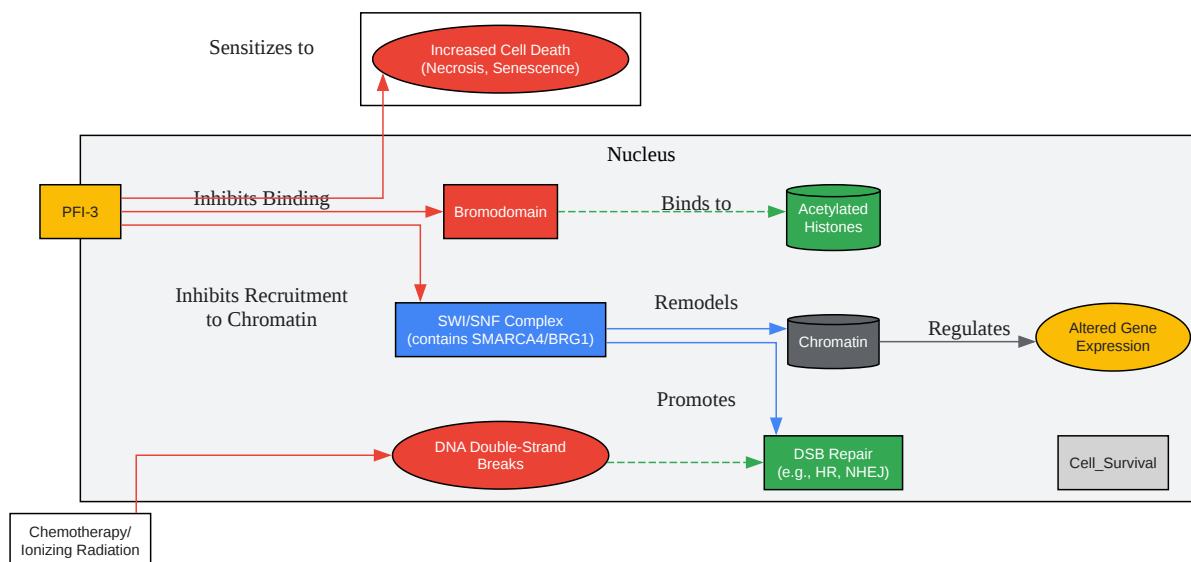 Sensitizes to
Increased Cell Death
(Necrosis, Senescence)
Nucleus
PFI-3
Inhibits Binding
Bromodomain
Binds to
Acetylated
Histones
Inhibits Recruitment
to Chromatin
SWI/SNF Complex
(contains SMARCA4/BRG1)
Remodels
Chromatin
Regulates
Altered Gene
Expression
Promotes
DNA Double-Strand
Breaks
DSB Repair
(e.g., HR, NHEJ)
Cell_Survival
Chemotherapy/
Ionizing Radiation